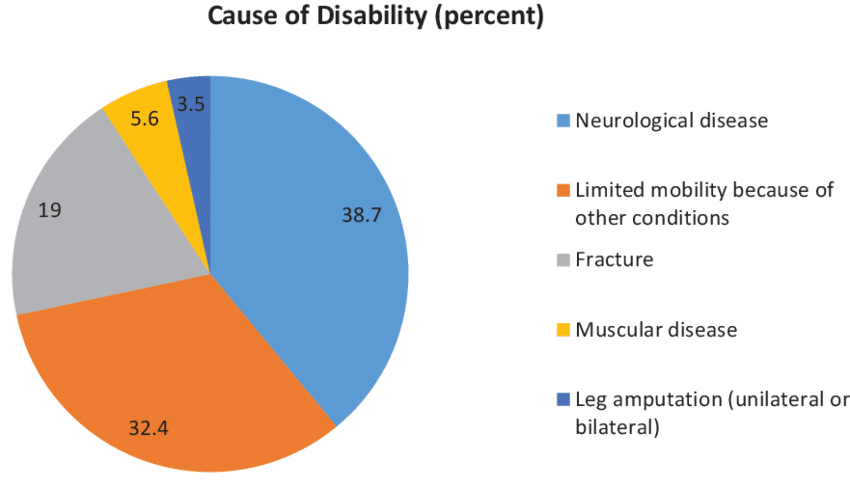 Cause of Disability (percent)
3.5
5.6
19
38.7
32.4
Neurological disease
Limited mobility because of
other conditions
Fracture
Muscular disease
Leg amputation (unilateral or
bilateral)